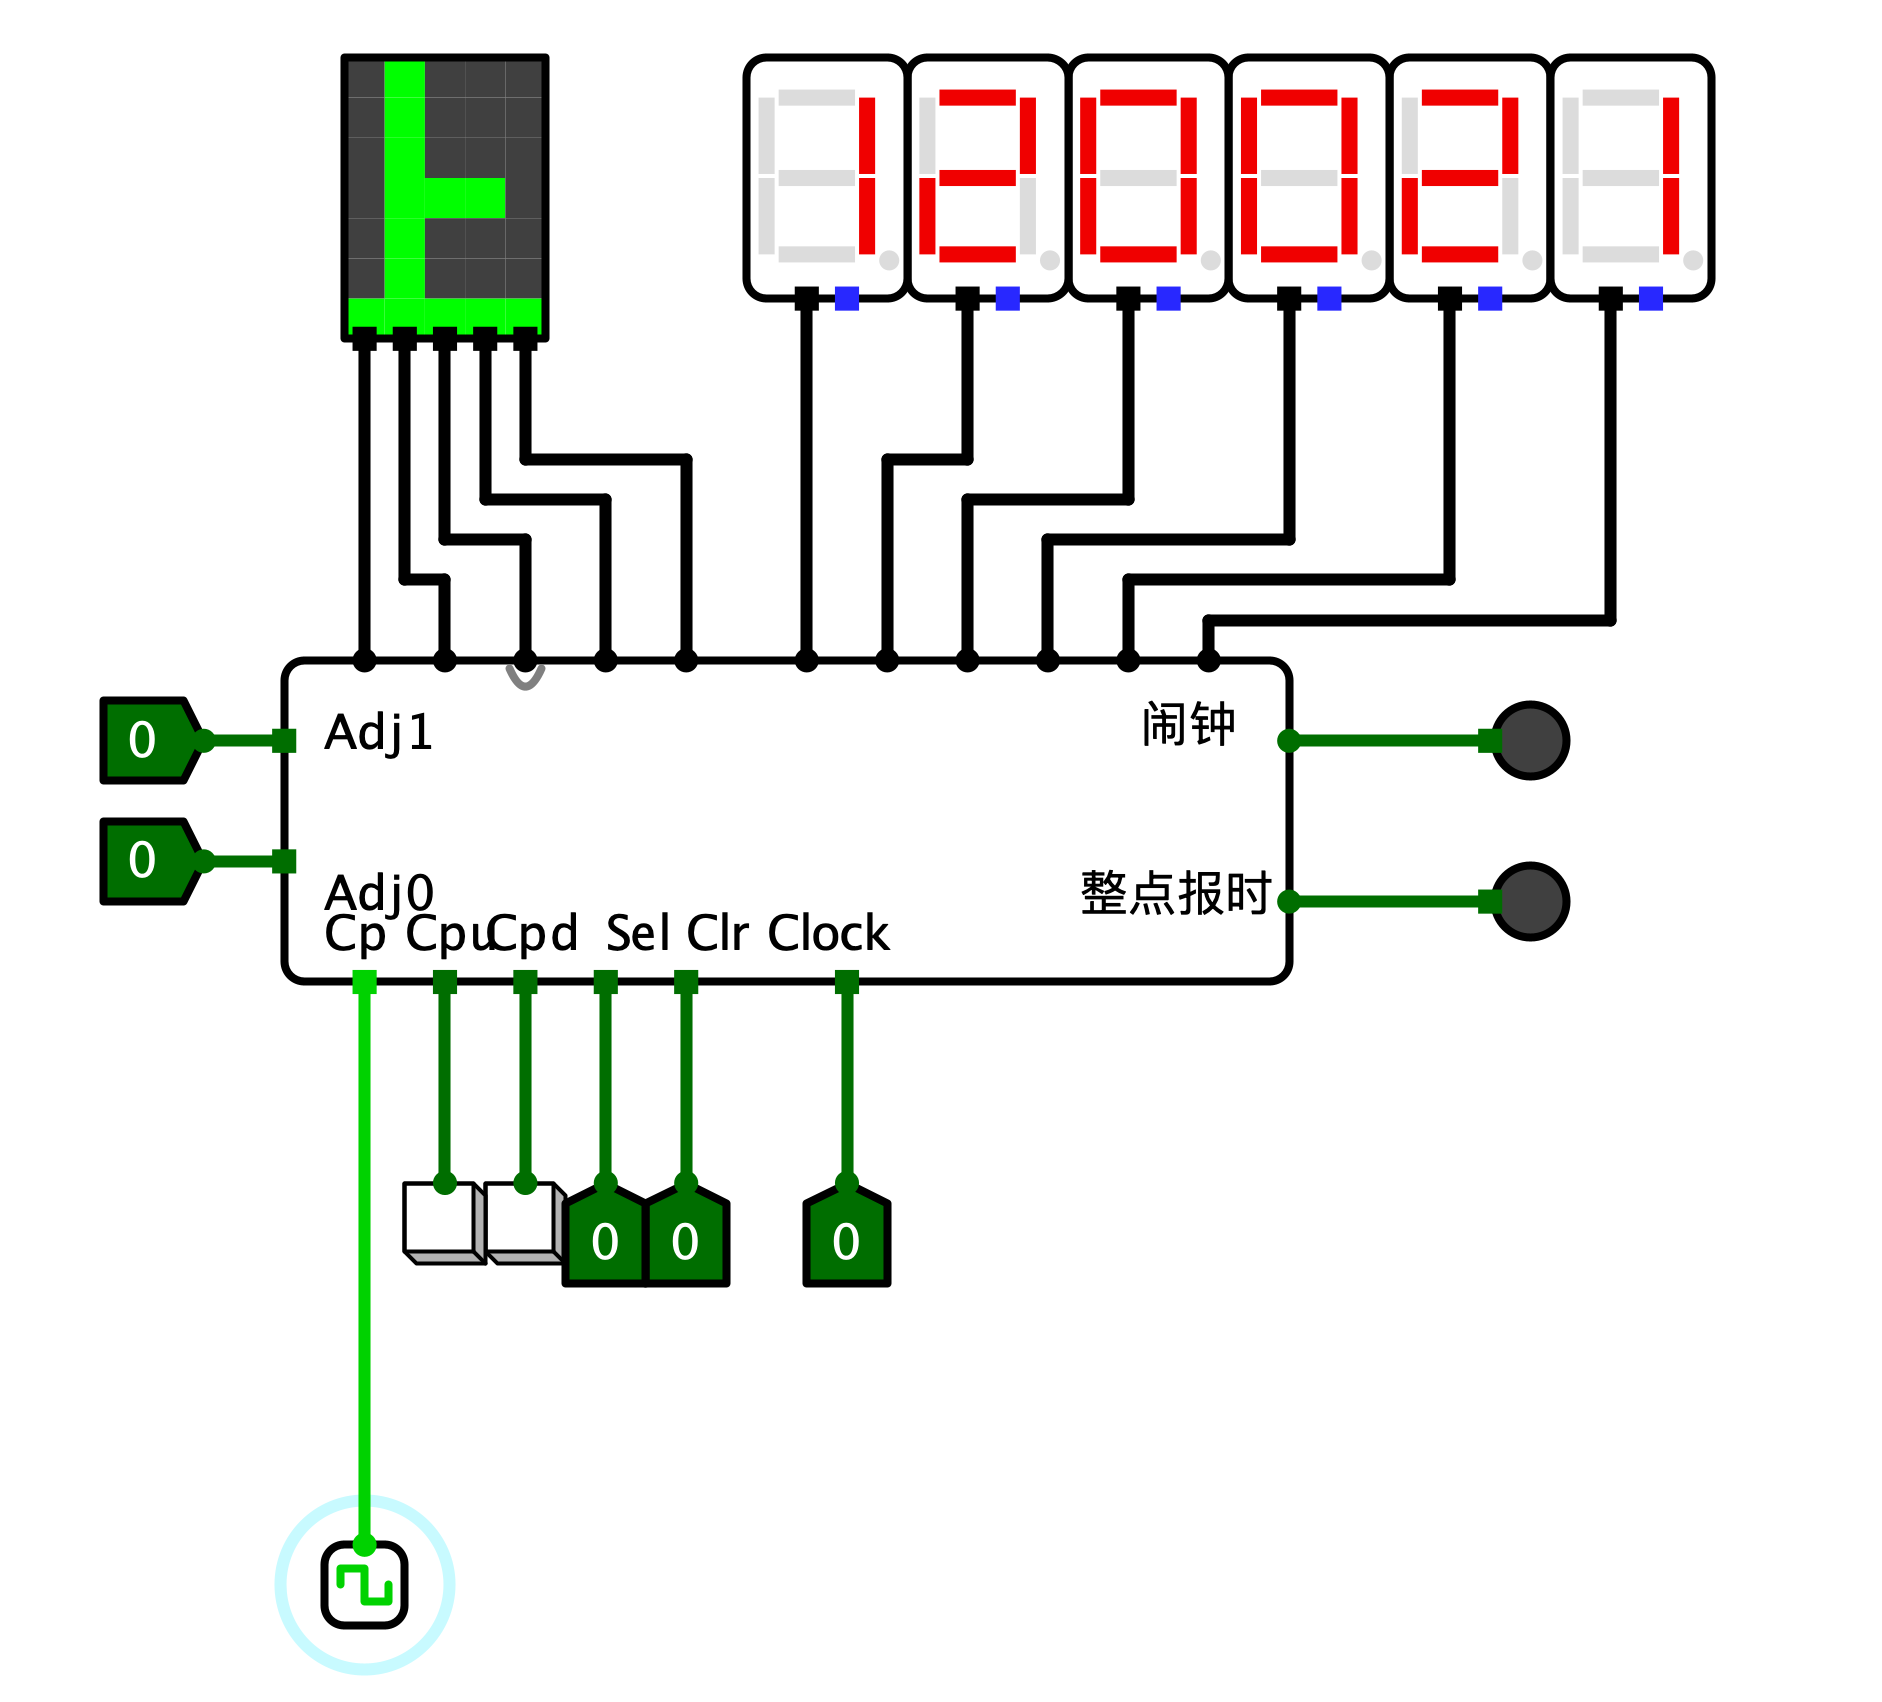 120021
0
Adj1
闹钟
0
Adj0
整点报时
Cp Cpu Cpd Sel Clr Clock
0 0 0